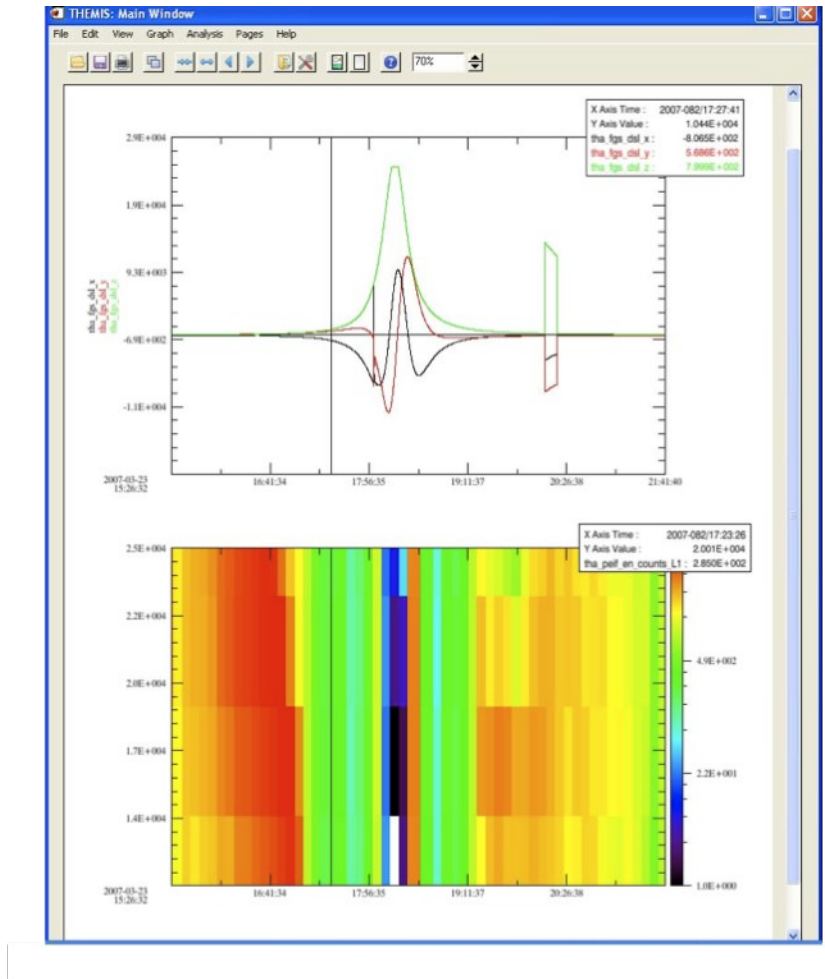 THEMIS: Main Window
File Edit View Graph Analysis Pages Help
70%
X Axis Time : 2007-082/17:27:41
Y Axis Value : 1.044E+004
tha_fgs_dsl_x : -8.065E+002
tha_fgs_dsl_y : 5.686E+002
tha_fgs_dsl_z : 7.999E+002
2.9E+004
1.9E+004
9.3E+003
-6.9E+002
-1.1E+004
tha_fgs_dsl_x
tha_fgs_dsl_y
tha_fgs_dsl_z
2007-03-23
15:26:32 16:41:34 17:56:35 19:11:37 20:26:38 21:41:40
X Axis Time : 2007-082/17:23:26
Y Axis Value : 2.001E+004
tha_peif_en_counts_L1 : 2.850E+002
2.5E+004
2.2E+004
2.0E+004
1.7E+004
1.4E+004
4.9E+002
2.2E+001
1.0E+000
2007-03-23
15:26:32 16:41:34 17:56:35 19:11:37 20:26:38